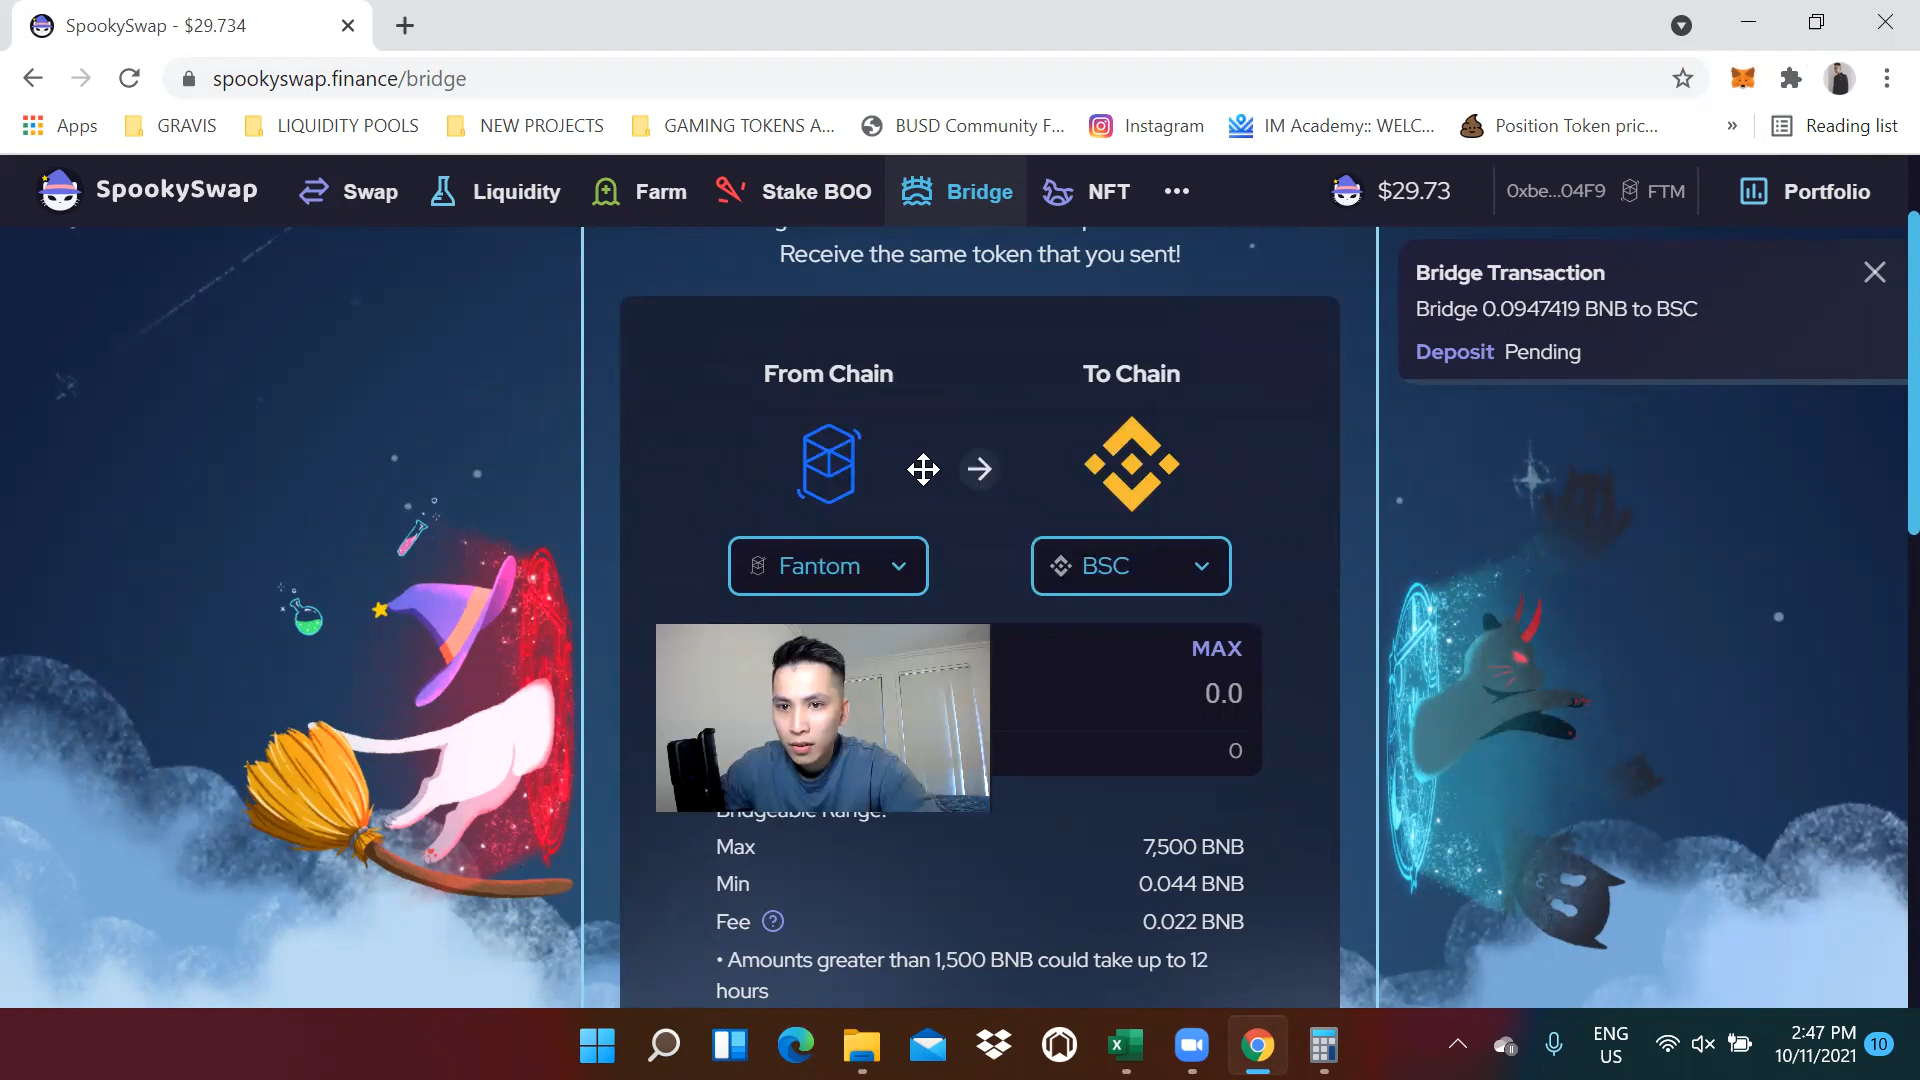 SpookySwap - $29.734
spookyswap.finance/bridge
Apps GRAVIS LIQUIDITY POOLS NEW PROJECTS GAMING TOKENS A... BUSD Community F... Instagram IM Academy:: WELC... Position Token pric... » Reading list
SpookySwap Swap Liquidity Farm Stake BOO Bridge NFT ••• $29.73 0xbe...04F9 FTM Portfolio
Receive the same token that you sent!
Bridge Transaction
Bridge 0.0947419 BNB to BSC
Deposit Pending
From Chain To Chain
Fantom BSC
MAX
0.0
0
Bridgeable Range:
Max 7,500 BNB
Min 0.044 BNB
Fee ? 0.022 BNB
• Amounts greater than 1,500 BNB could take up to 12
hours
ENG
US
2:47 PM
10/11/2021
10